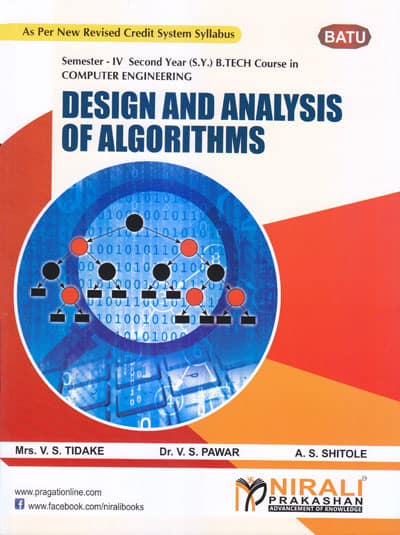 As Per New Revised Credit System Syllabus
BATU
Semester - IV Second Year (S.Y.) B.TECH Course in
COMPUTER ENGINEERING
DESIGN AND ANALYSIS
OF ALGORITHMS
Mrs. V. S. TIDAKE Dr. V. S. PAWAR A. S. SHITOLE
www.pragationline.com
www.facebook.com/niralibooks
NIRALI
PRAKASHAN
ADVANCEMENT OF KNOWLEDGE